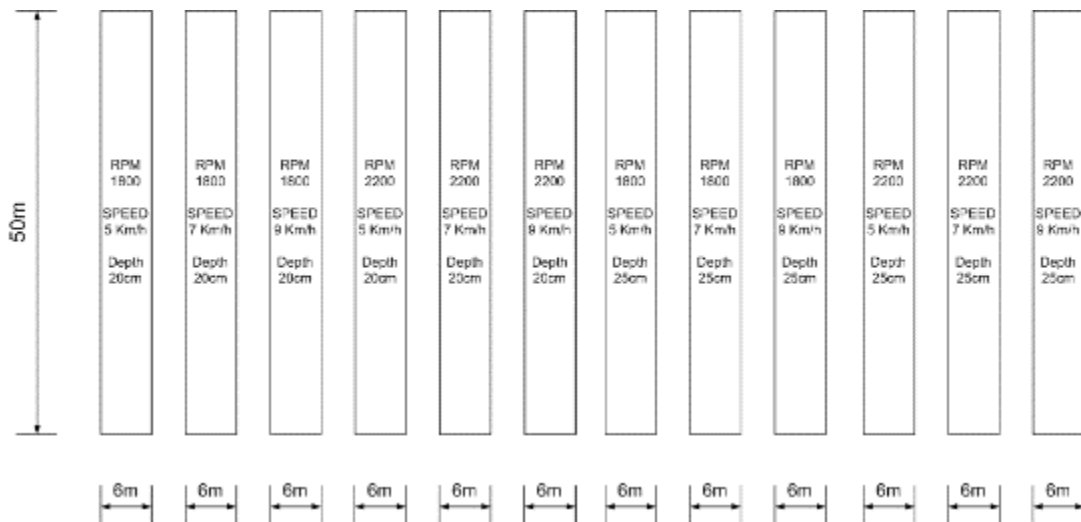 50m
RPM
1800
SPEED
5 Km/h
Depth
20cm
RPM
1800
SPEED
7 Km/h
Depth
20cm
RPM
1800
SPEED
9 Km/h
Depth
20cm
RPM
2200
SPEED
5 Km/h
Depth
20cm
RPM
2200
SPEED
7 Km/h
Depth
20cm
RPM
2200
SPEED
9 Km/h
Depth
20cm
RPM
1800
SPEED
5 Km/h
Depth
25cm
RPM
1800
SPEED
7 Km/h
Depth
25cm
RPM
1800
SPEED
9 Km/h
Depth
25cm
RPM
2200
SPEED
5 Km/h
Depth
25cm
RPM
2200
SPEED
7 Km/h
Depth
25cm
RPM
2200
SPEED
9 Km/h
Depth
25cm
6m
6m
6m
6m
6m
6m
6m
6m
6m
6m
6m
6m